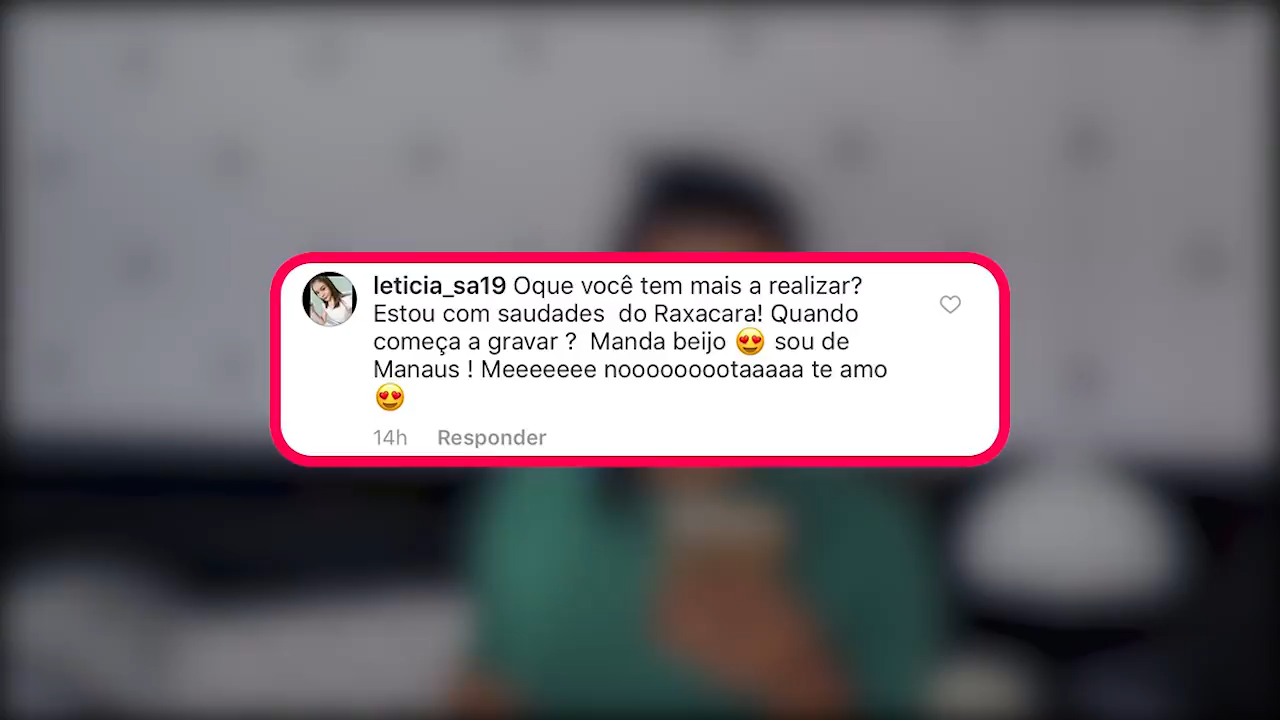 leticia_sa19 Oque você tem mais a realizar?
Estou com saudades do Raxacara! Quando
começa a gravar ? Manda beijo 😍 sou de
Manaus ! Meeeeeee nooooooootaaaaa te amo
😍
14h Responder